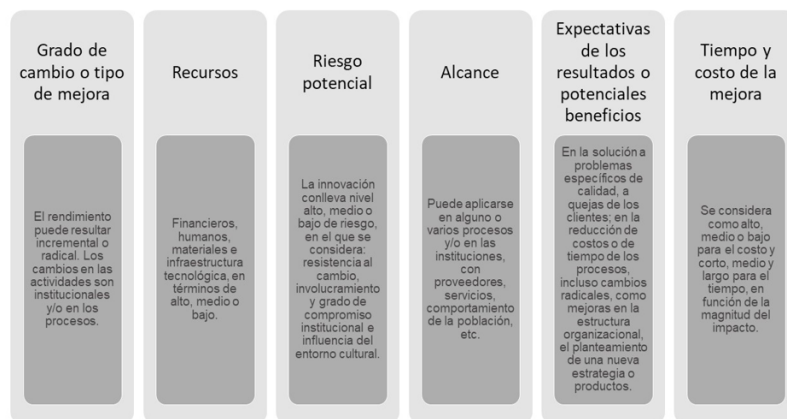 Grado de
cambio o tipo
de mejora
El rendimiento
puede resultar
incremental o
radical. Los
cambios en las
actividades son
institucionales
y/o en los
procesos.
Recursos
Financieros,
humanos,
materiales e
infraestructura
tecnológica, en
términos de
alto, medio o
bajo.
Riesgo
potencial
La innovación
conlleva nivel
alto, medio o
bajo de riesgo,
en el que se
considera:
resistencia al
cambio,
involucramiento
y grado de
compromiso
institucional e
influencia del
entorno cultural.
Alcance
Puede aplicarse
en alguno o
varios procesos
y/o en las
instituciones,
con
proveedores,
servicios,
comportamiento
de la población,
etc.
Expectativas
de los
resultados o
potenciales
beneficios
En la solución a
problemas
específicos de
calidad, a
quejas de los
clientes; en la
reducción de
costos o de
tiempo de los
procesos,
incluso cambios
radicales, como
mejoras en la
estructura
organizacional,
el planteamiento
de una nueva
estrategia o
productos.
Tiempo y
costo de la
mejora
Se considera
como alto,
medio o bajo
para el costo y
corto, medio y
largo para el
tiempo, en
función de la
magnitud del
impacto.